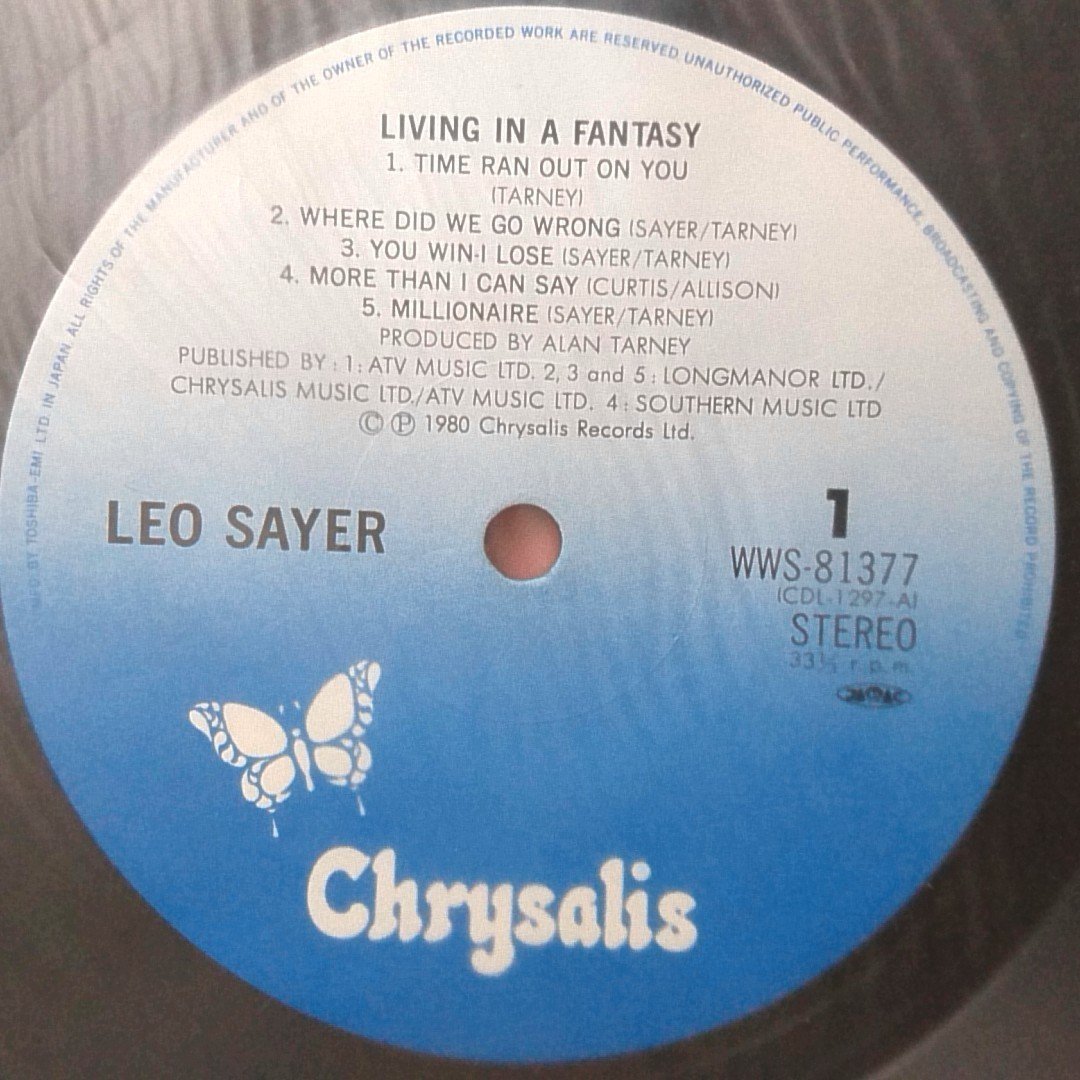 MFD BY TOSHIBA-EMI LTD. IN JAPAN. ALL RIGHTS OF THE MANUFACTURER AND OF THE OWNER OF THE RECORDED WORK ARE RESERVED UNAUTHORIZED PUBLIC PERFORMANCE, BROADCASTING AND COPYING OF THE RECORD PROHIBITED
LIVING IN A FANTASY
1. TIME RAN OUT ON YOU
(TARNEY)
2. WHERE DID WE GO WRONG (SAYER/TARNEY)
3. YOU WIN-I LOSE (SAYER/TARNEY)
4. MORE THAN I CAN SAY (CURTIS/ALLISON)
5. MILLIONAIRE (SAYER/TARNEY)
PRODUCED BY ALAN TARNEY
PUBLISHED BY : 1 : ATV MUSIC LTD. 2, 3 and 5 : LONGMANOR LTD./
CHRYSALIS MUSIC LTD./ATV MUSIC LTD. 4 : SOUTHERN MUSIC LTD
© ℗ 1980 Chrysalis Records Ltd.
LEO SAYER
1
WWS-81377
(CDL-1297-A)
STEREO
33⅓ r.p.m.
Chrysalis